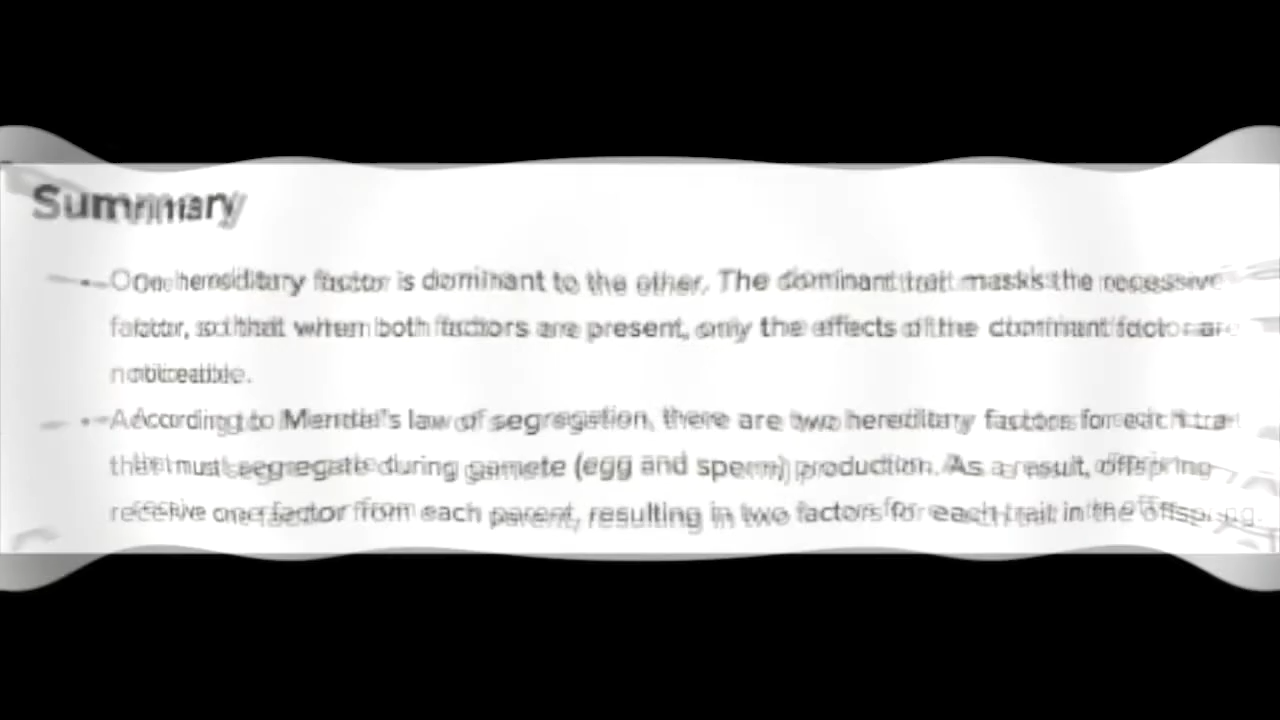 Summary
One hereditary factor is dominant to the other. The dominant trait masks the recessive
factor, so that when both factors are present, only the effects of the dominant factor are
noticeable.
According to Mendel's law of segregation, there are two hereditary factors for each trait
that must segregate during gamete (egg and sperm) production. As a result, offspring
receive one factor from each parent, resulting in two factors for each trait in the offspring.